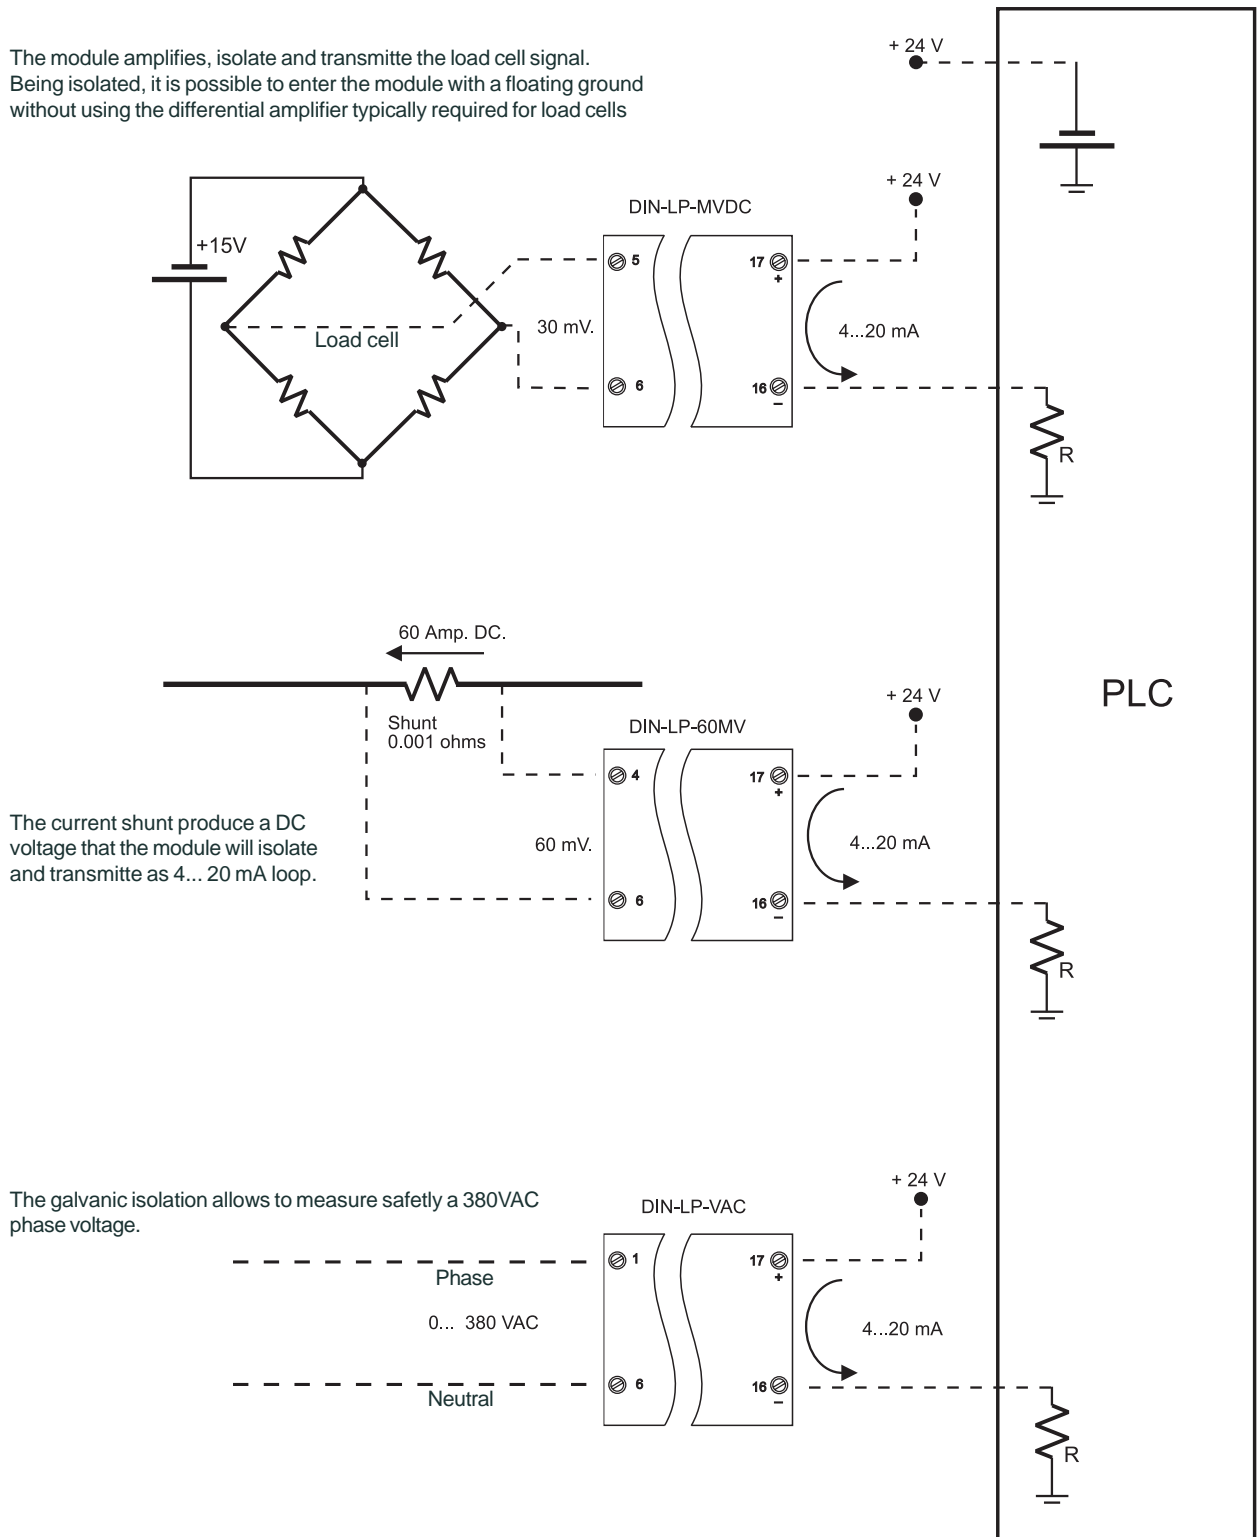 The module amplifies, isolate and transmitte the load cell signal.
Being isolated, it is possible to enter the module with a floating ground
without using the differential amplifier typically required for load cells
+ 24 V
+ 24 V
DIN-LP-MVDC
+15V
5
17
+
30 mV.
4...20 mA
Load cell
6
16
–
R
60 Amp. DC.
Shunt
0.001 ohms
+ 24 V
DIN-LP-60MV
PLC
4
17
+
The current shunt produce a DC
voltage that the module will isolate
and transmitte as 4... 20 mA loop.
60 mV.
4...20 mA
6
16
–
R
+ 24 V
The galvanic isolation allows to measure safetly a 380VAC
phase voltage.
DIN-LP-VAC
1
17
+
Phase
0... 380 VAC
4...20 mA
6
16
–
Neutral
R